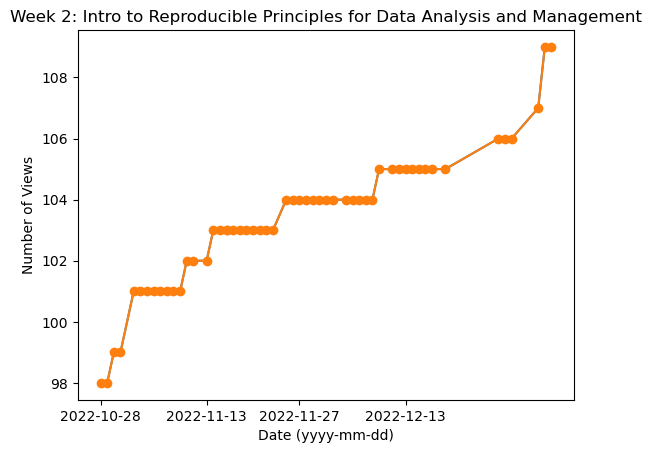 Week 2: Intro to Reproducible Principles for Data Analysis and Management
Number of Views
108
106
104
102
100
98
2022-10-28 2022-11-13 2022-11-27 2022-12-13
Date (yyyy-mm-dd)